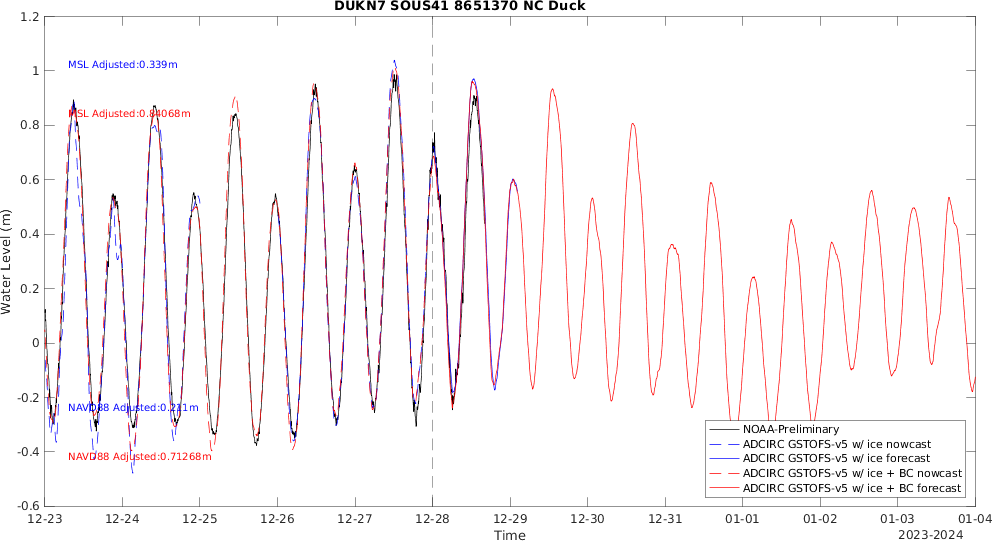 DUKN7 SOUS41 8651370 NC Duck
1.2
1
0.8
0.6
0.4
0.2
0
-0.2
-0.4
-0.6
Water Level (m)
MSL Adjusted:0.339m
MSL Adjusted:0.84068m
NAVD88 Adjusted:0.211m
NAVD88 Adjusted:0.71268m
NOAA-Preliminary
ADCIRC GSTOFS-v5 w/ ice nowcast
ADCIRC GSTOFS-v5 w/ ice forecast
ADCIRC GSTOFS-v5 w/ ice + BC nowcast
ADCIRC GSTOFS-v5 w/ ice + BC forecast
12-23 12-24 12-25 12-26 12-27 12-28 12-29 12-30 12-31 01-01 01-02 01-03 01-04
Time
2023-2024